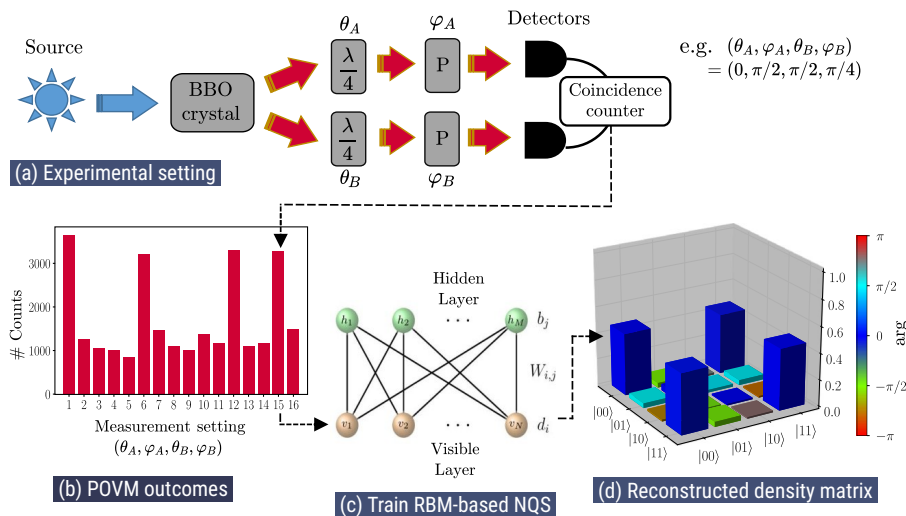 Source
BBO
crystal
θ_A
λ/4
φ_A
P
λ/4
θ_B
P
φ_B
Detectors
Coincidence
counter
e.g. (θ_A, φ_A, θ_B, φ_B)
= (0, π/2, π/2, π/4)
(a) Experimental setting
# Counts
3000
2000
1000
0
1 2 3 4 5 6 7 8 9 10 11 12 13 14 15 16
Measurement setting
(θ_A, φ_A, θ_B, φ_B)
(b) POVM outcomes
Hidden
Layer
h_1 h_2 ··· h_M b_j
W_{i,j}
v_1 v_2 ··· v_N d_i
Visible
Layer
(c) Train RBM-based NQS
1.0
0.8
0.6
0.4
0.2
0.0
|00⟩
|01⟩
|10⟩
|11⟩
|00⟩
|01⟩
|10⟩
|11⟩
π
π/2
0
−π/2
−π
arg
(d) Reconstructed density matrix